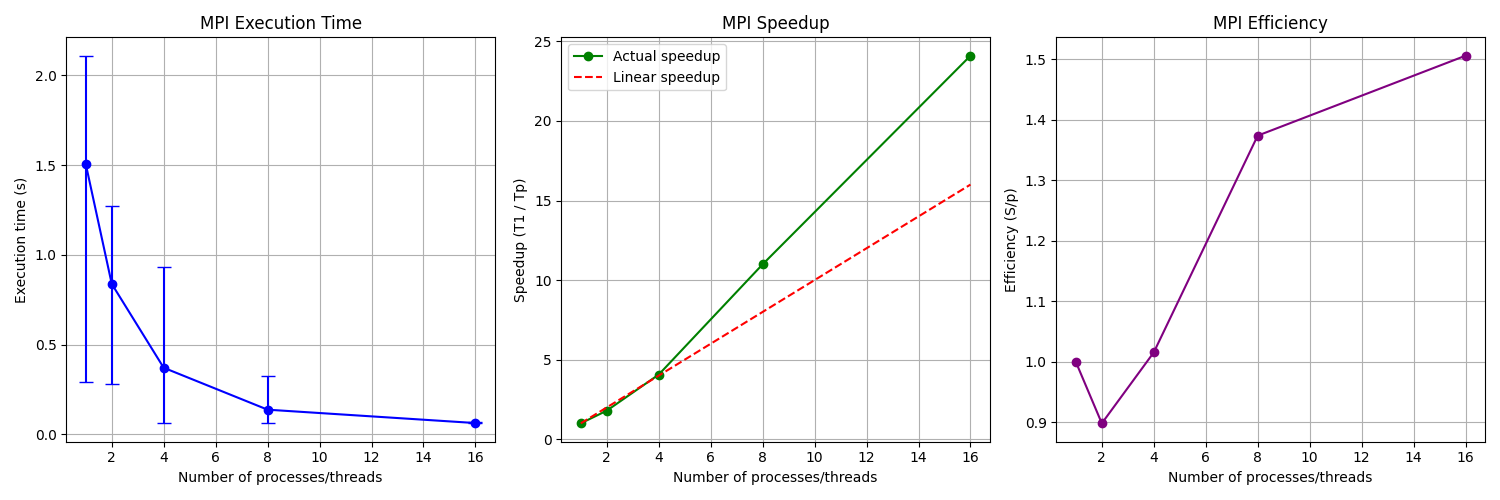 MPI Execution Time
Execution time (s)
2.0
1.5
1.0
0.5
0.0
2 4 6 8 10 12 14 16
Number of processes/threads
MPI Speedup
Actual speedup
Linear speedup
Speedup (T1 / Tp)
25
20
15
10
5
0
2 4 6 8 10 12 14 16
Number of processes/threads
MPI Efficiency
Efficiency (S/p)
1.5
1.4
1.3
1.2
1.1
1.0
0.9
2 4 6 8 10 12 14 16
Number of processes/threads